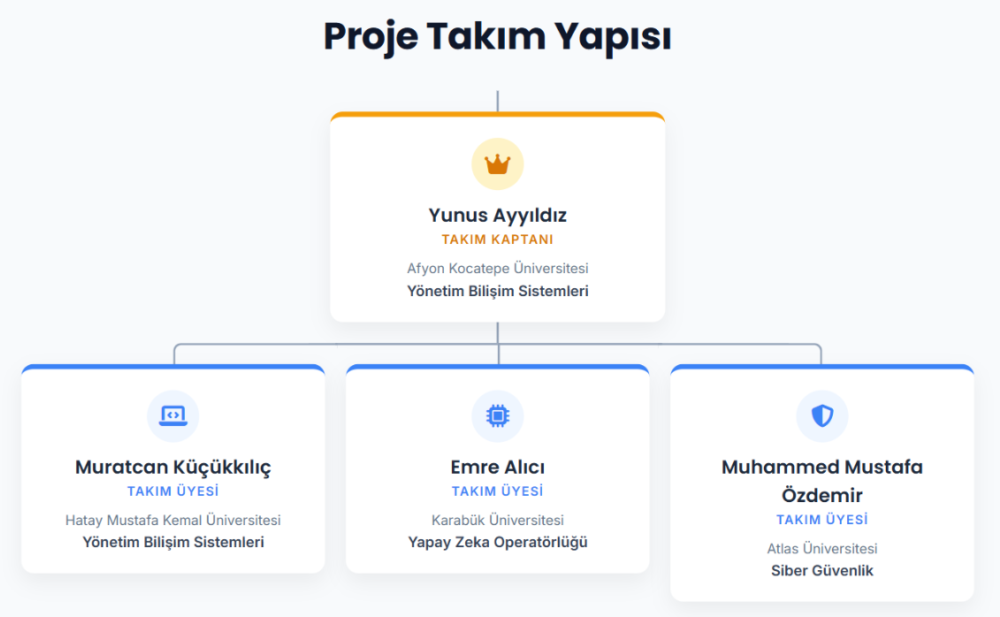 Proje Takım Yapısı
Yunus Ayyıldız
TAKIM KAPTANI
Afyon Kocatepe Üniversitesi
Yönetim Bilişim Sistemleri
Muratcan Küçükkılıç
TAKIM ÜYESİ
Hatay Mustafa Kemal Üniversitesi
Yönetim Bilişim Sistemleri
Emre Alıcı
TAKIM ÜYESİ
Karabük Üniversitesi
Yapay Zeka Operatörlüğü
Muhammed Mustafa
Özdemir
TAKIM ÜYESİ
Atlas Üniversitesi
Siber Güvenlik